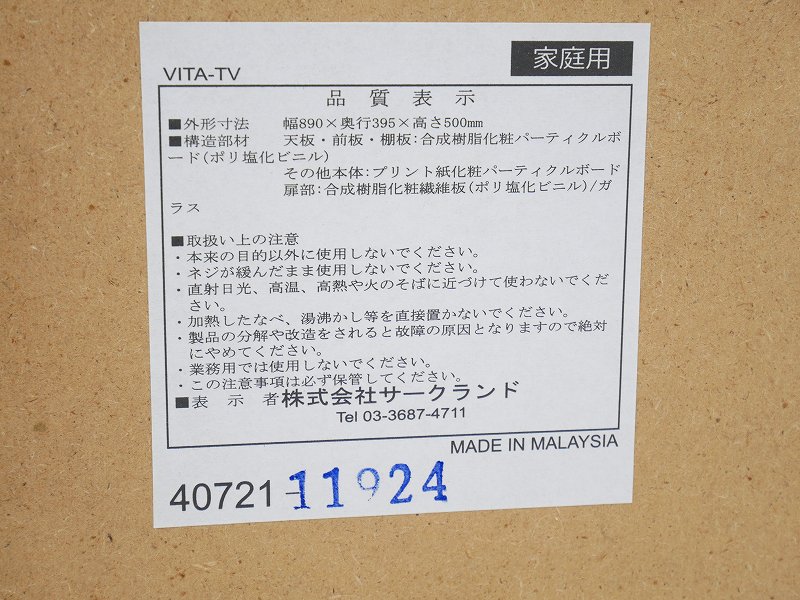 VITA-TV
家庭用
品質表示
■外形寸法 幅890×奥行395×高さ500mm
■構造部材 天板・前板・棚板:合成樹脂化粧パーティクルボ
ード(ポリ塩化ビニル)
その他本体:プリント紙化粧パーティクルボード
扉部:合成樹脂化粧繊維板(ポリ塩化ビニル)/ガ
ラス
■取扱い上の注意
・本来の目的以外に使用しないでください。
・ネジが緩んだまま使用しないでください。
・直射日光、高温、高熱や火のそばに近づけて使わないでくだ
さい。
・加熱したなべ、湯沸かし等を直接置かないでください。
・製品の分解や改造をされると故障の原因となりますので絶対
にやめてください。
・業務用では使用しないでください。
・この注意事項は必ず保管してください。
■表 示 者 株式会社サークランド
Tel 03-3687-4711
MADE IN MALAYSIA
40721-11924